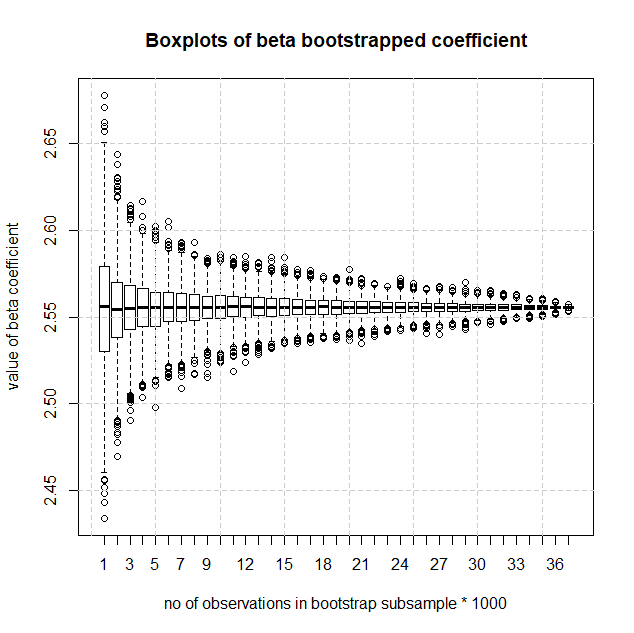 Boxplots of beta bootstrapped coefficient
value of beta coefficient
2.65
2.60
2.55
2.50
2.45
1 3 5 7 9 12 15 18 21 24 27 30 33 36
no of observations in bootstrap subsample * 1000